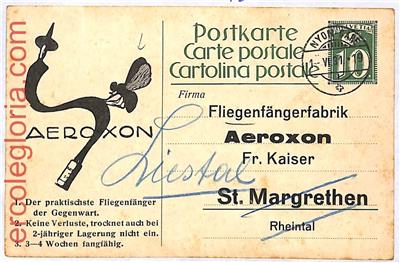 Postkarte
Carte postale
Cartolina postale
HELVETIA
10
NYON
VII
AEROXON
1. Der praktischste Fliegenfänger
der Gegenwart.
2. Keine Verluste, trocknet auch bei
2-jähriger Lagerung nicht ein.
3. 3–4 Wochen fangfähig.
Firma
Fliegenfängerfabrik
Aeroxon
Fr. Kaiser
St. Margrethen
Rheintal
Liestal
ercolegloria.com